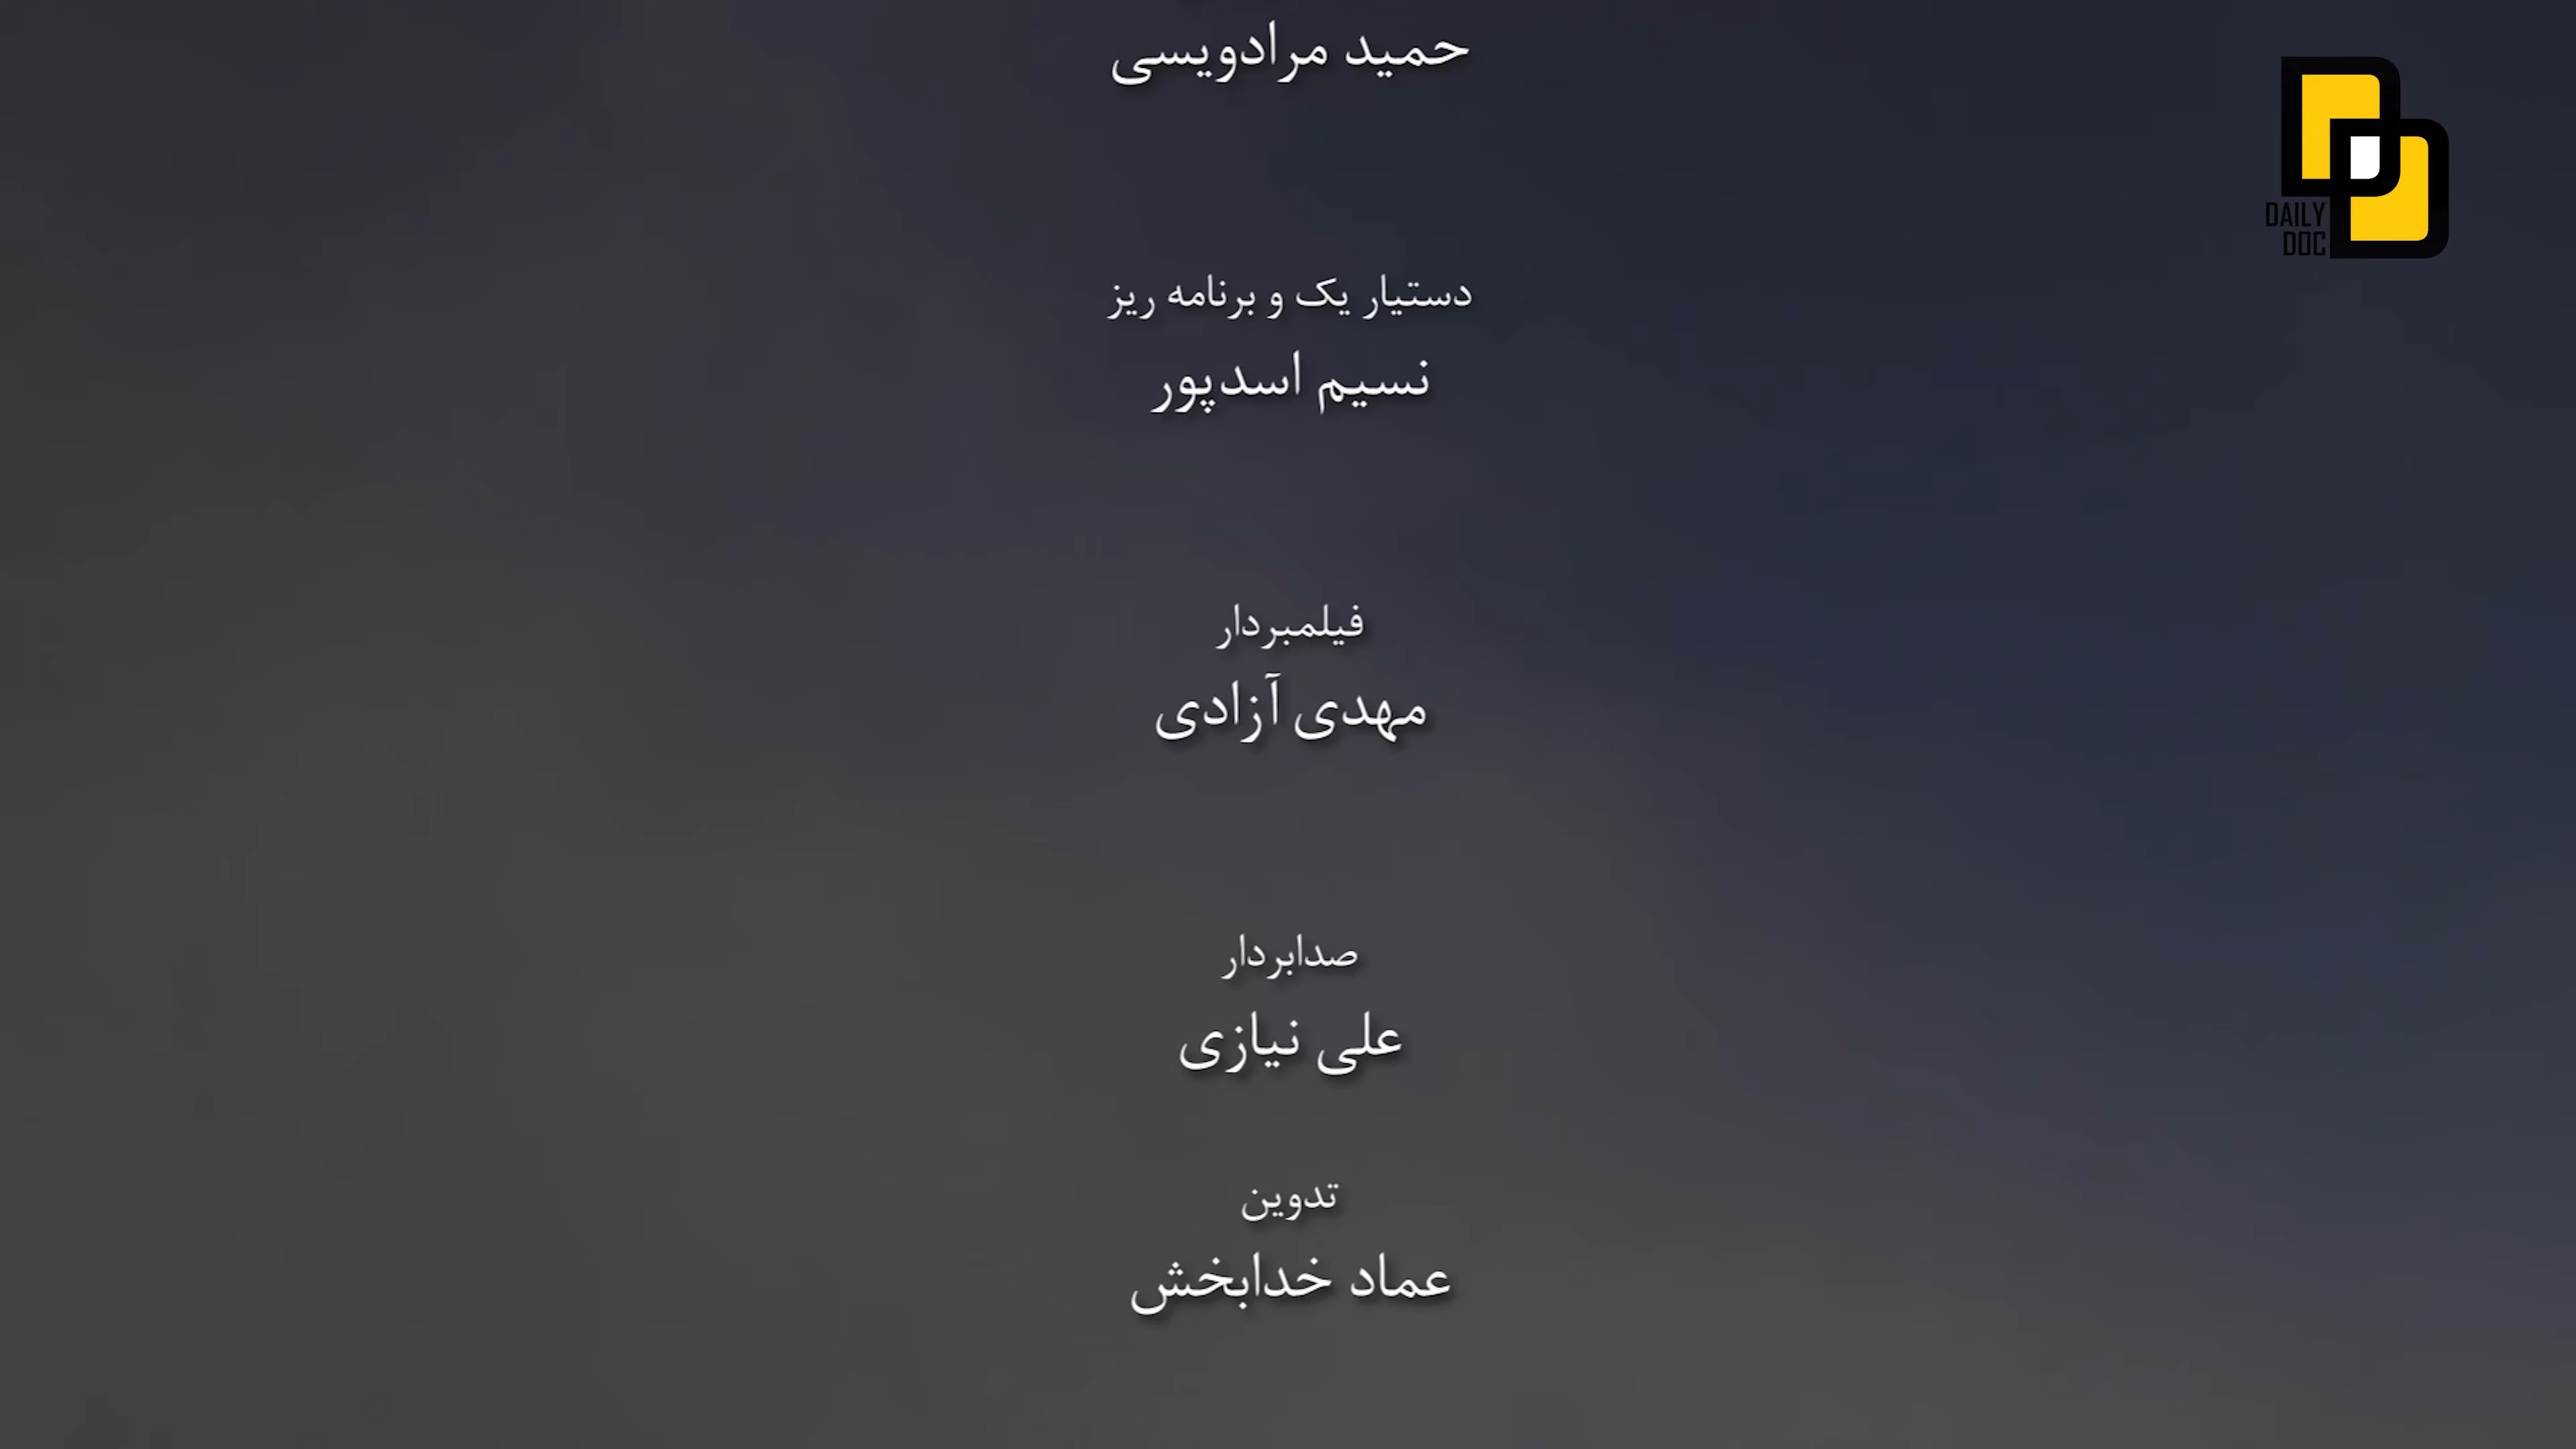 حمید مرادویسی
DAILY
DOC
دستیار یک و برنامه ریز
نسیم اسدپور
فیلمبردار
مهدی آزادی
صدابردار
علی نیازی
تدوین
عماد خدابخش